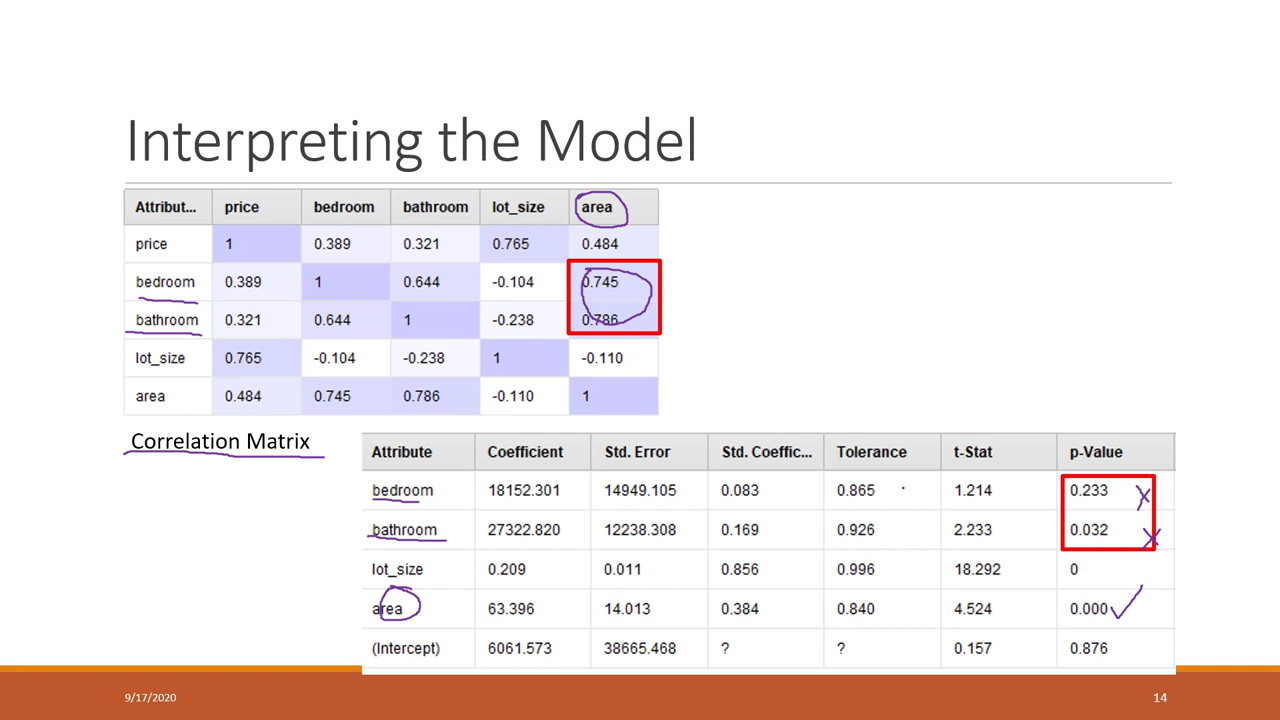 Interpreting the Model
Attribut... price bedroom bathroom lot_size area
price 1 0.389 0.321 0.765 0.484
bedroom 0.389 1 0.644 -0.104 0.745
bathroom 0.321 0.644 1 -0.238 0.786
lot_size 0.765 -0.104 -0.238 1 -0.110
area 0.484 0.745 0.786 -0.110 1
Correlation Matrix
Attribute Coefficient Std. Error Std. Coeffic... Tolerance t-Stat p-Value
bedroom 18152.301 14949.105 0.083 0.865 1.214 0.233
bathroom 27322.820 12238.308 0.169 0.926 2.233 0.032
lot_size 0.209 0.011 0.856 0.996 18.292 0
area 63.396 14.013 0.384 0.840 4.524 0.000
(Intercept) 6061.573 38665.468 ? ? 0.157 0.876
9/17/2020 14